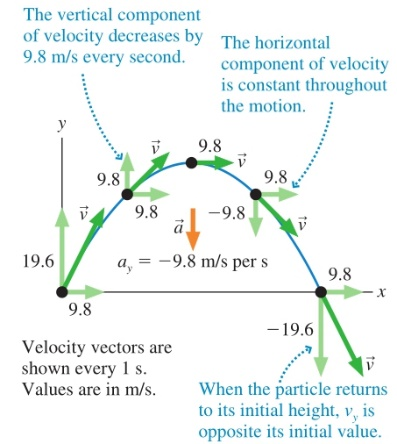 The vertical component
of velocity decreases by
9.8 m/s every second.
The horizontal
component of velocity
is constant throughout
the motion.
y
v⃗
9.8
v⃗
9.8
9.8
v⃗
9.8
a⃗
−9.8
v⃗
19.6
a_y = −9.8 m/s per s
9.8
x
9.8
−19.6
v⃗
Velocity vectors are
shown every 1 s.
Values are in m/s.
When the particle returns
to its initial height, v_y is
opposite its initial value.